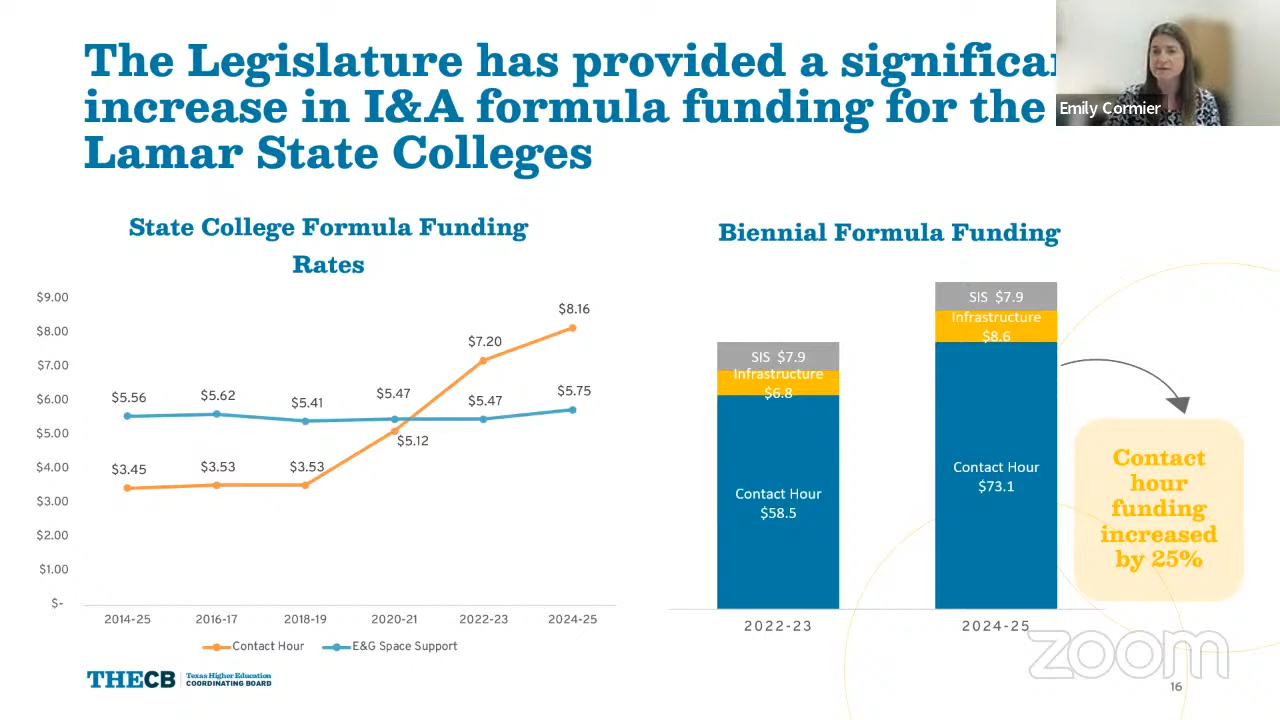 The Legislature has provided a significa
increase in I&A formula funding for the
Lamar State Colleges
Emily Cormier
State College Formula Funding
Rates
$9.00
$8.00
$7.00
$6.00
$5.00
$4.00
$3.00
$2.00
$1.00
$-
$5.56
$5.62
$5.41
$5.47
$5.47
$5.75
$3.45
$3.53
$3.53
$5.12
$7.20
$8.16
2014-25
2016-17
2018-19
2020-21
2022-23
2024-25
Contact Hour
E&G Space Support
Biennial Formula Funding
SIS $7.9
Infrastructure
$6.8
Contact Hour
$58.5
2022-23
SIS $7.9
Infrastructure
$8.6
Contact Hour
$73.1
2024-25
Contact
hour
funding
increased
by 25%
THECB
Texas Higher Education
COORDINATING BOARD
zoom
16